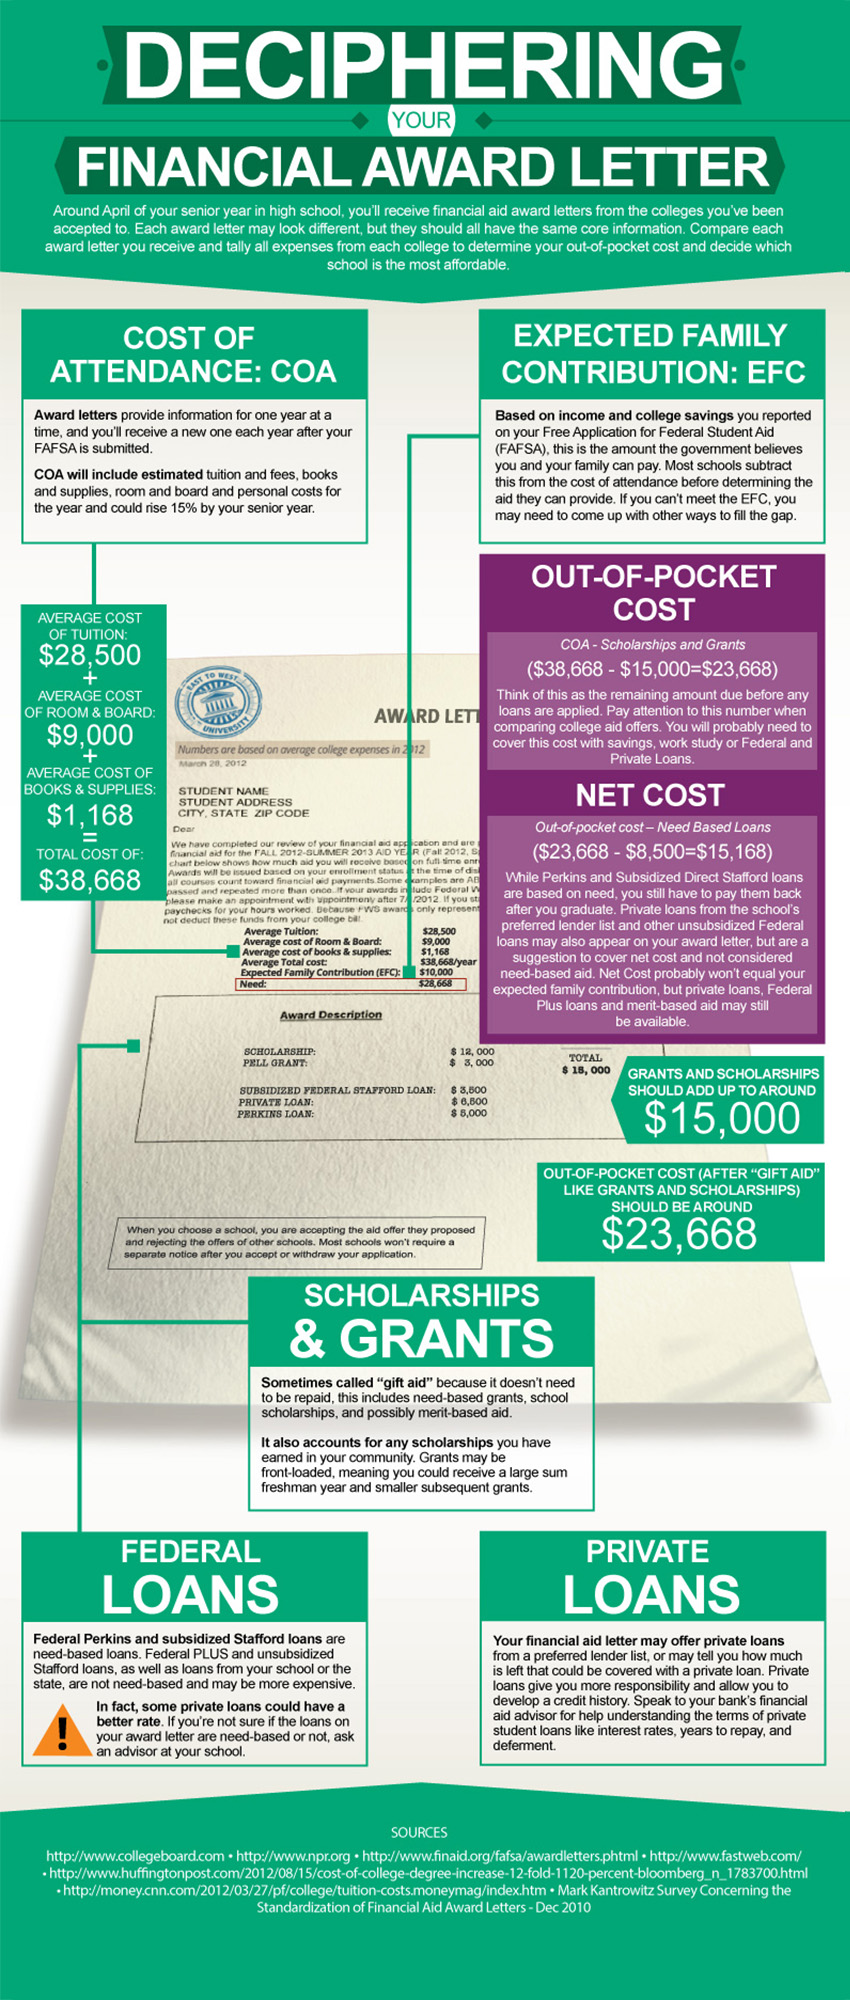 DECIPHERING
YOUR
FINANCIAL AWARD LETTER
Around April of your senior year in high school, you'll receive financial aid award letters from the colleges you've been
accepted to. Each award letter may look different, but they should all have the same core information. Compare each
award letter you receive and tally all expenses from each college to determine your out-of-pocket cost and decide which
school is the most affordable.
COST OF
ATTENDANCE: COA
Award letters provide information for one year at a
time, and you'll receive a new one each year after your
FAFSA is submitted.
COA will include estimated tuition and fees, books
and supplies, room and board and personal costs for
the year and could rise 15% by your senior year.
EXPECTED FAMILY
CONTRIBUTION: EFC
Based on income and college savings you reported
on your Free Application for Federal Student Aid
(FAFSA), this is the amount the government believes
you and your family can pay. Most schools subtract
this from the cost of attendance before determining the
aid they can provide. If you can't meet the EFC, you
may need to come up with other ways to fill the gap.
AVERAGE COST
OF TUITION:
$28,500
+
AVERAGE COST
OF ROOM & BOARD:
$9,000
+
AVERAGE COST OF
BOOKS & SUPPLIES:
$1,168
=
TOTAL COST OF:
$38,668
OUT-OF-POCKET
COST
COA - Scholarships and Grants
($38,668 - $15,000=$23,668)
Think of this as the remaining amount due before any
loans are applied. Pay attention to this number when
comparing college aid offers. You will probably need to
cover this cost with savings, work study or Federal and
Private Loans.
NET COST
Out-of-pocket cost – Need Based Loans
($23,668 - $8,500=$15,168)
While Perkins and Subsidized Direct Stafford loans
are based on need, you still have to pay them back
after you graduate. Private loans from the school's
preferred lender list and other unsubsidized Federal
loans may also appear on your award letter, but are a
suggestion to cover net cost and not considered
need-based aid. Net Cost probably won't equal your
expected family contribution, but private loans, Federal
Plus loans and merit-based aid may still
be available.
EAST TO WEST
UNIVERSITY
AWARD LETT
Numbers are based on average college expenses in 2012
March 28, 2012
STUDENT NAME
STUDENT ADDRESS
CITY, STATE ZIP CODE
Dear
We have completed our review of your financial aid application and are
financial aid for the FALL 2012-SUMMER 2013 AID YEAR (Fall 2012,
chart below shows how much aid you will receive based on full-time
Awards will be issued based on your enrollment status at the time of
all courses count toward financial aid payments. Some examples are
passed and repeated more than once. If your awards include Federal
please make an appointment with after
paychecks for your hours worked. Because FWS awards only represent
not deduct these funds from your college bill.
Average Tuition: $28,500
Average cost of Room & Board: $9,000
Average cost of books & supplies: $1,168
Average Total cost: $38,668/year
Expected Family Contribution (EFC): $10,000
Need: $28,668
Award Description
SCHOLARSHIP: $ 12, 000
PELL GRANT: $ 3, 000
TOTAL
$ 15, 000
SUBSIDIZED FEDERAL STAFFORD LOAN: $ 3,500
PRIVATE LOAN: $ 6,500
PERKINS LOAN: $ 5,000
GRANTS AND SCHOLARSHIPS
SHOULD ADD UP TO AROUND
$15,000
OUT-OF-POCKET COST (AFTER "GIFT AID"
LIKE GRANTS AND SCHOLARSHIPS)
SHOULD BE AROUND
$23,668
When you choose a school, you are accepting the aid offer they proposed
and rejecting the offers of other schools. Most schools won't require a
separate notice after you accept or withdraw your application.
SCHOLARSHIPS
& GRANTS
Sometimes called "gift aid" because it doesn't need
to be repaid, this includes need-based grants, school
scholarships, and possibly merit-based aid.
It also accounts for any scholarships you have
earned in your community. Grants may be
front-loaded, meaning you could receive a large sum
freshman year and smaller subsequent grants.
FEDERAL
LOANS
Federal Perkins and subsidized Stafford loans are
need-based loans. Federal PLUS and unsubsidized
Stafford loans, as well as loans from your school or the
state, are not need-based and may be more expensive.
!
In fact, some private loans could have a
better rate. If you're not sure if the loans on
your award letter are need-based or not, ask
an advisor at your school.
PRIVATE
LOANS
Your financial aid letter may offer private loans
from a preferred lender list, or may tell you how much
is left that could be covered with a private loan. Private
loans give you more responsibility and allow you to
develop a credit history. Speak to your bank's financial
aid advisor for help understanding the terms of private
student loans like interest rates, years to repay, and
deferment.
SOURCES
http://www.collegeboard.com • http://www.npr.org • http://www.finaid.org/fafsa/awardletters.phtml • http://www.fastweb.com/
• http://www.huffingtonpost.com/2012/08/15/cost-of-college-degree-increase-12-fold-1120-percent-bloomberg_n_1783700.html
• http://money.cnn.com/2012/03/27/pf/college/tuition-costs.moneymag/index.htm • Mark Kantrowitz Survey Concerning the
Standardization of Financial Aid Award Letters - Dec 2010